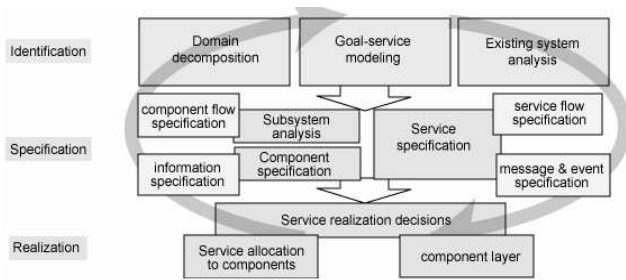 Identification
Domain
decomposition
Goal-service
modeling
Existing system
analysis
Specification
component flow
specification
Subsystem
analysis
information
specification
Component
specification
Service
specification
service flow
specification
message & event
specification
Realization
Service realization decisions
Service allocation
to components
component layer